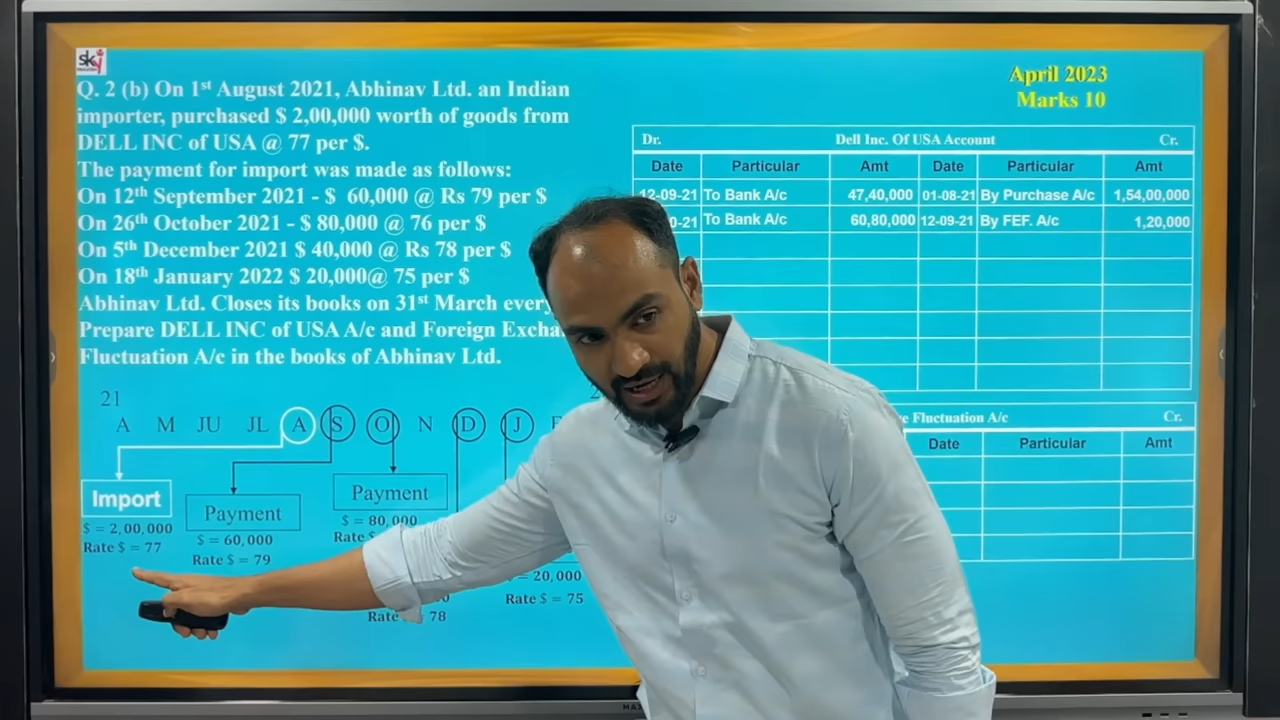 sky
Q. 2 (b) On 1st August 2021, Abhinav Ltd. an Indian
importer, purchased $ 2,00,000 worth of goods from
DELL INC of USA @ 77 per $.
The payment for import was made as follows:
On 12th September 2021 - $ 60,000 @ Rs 79 per $
On 26th October 2021 - $ 80,000 @ 76 per $
On 5th December 2021 $ 40,000 @ Rs 78 per $
On 18th January 2022 $ 20,000@ 75 per $
Abhinav Ltd. Closes its books on 31st March every
Prepare DELL INC of USA A/c and Foreign
Fluctuation A/c in the books of Abhinav Ltd.
21
A M JU JL A S O N D J
Import
$ = 2,00,000
Rate $ = 77
Payment
$ = 60,000
Rate $ = 79
Payment
$ = 80,000
Rate
Rate 78
= 20,000
Rate $ = 75
April 2023
Marks 10
Dr. Dell Inc. Of USA Account Cr.
Date Particular Amt Date Particular Amt
12-09-21 To Bank A/c 47,40,000 01-08-21 By Purchase A/c 1,54,00,000
0-21 To Bank A/c 60,80,000 12-09-21 By FEF. A/c 1,20,000
Fluctuation A/c Cr.
Date Particular Amt